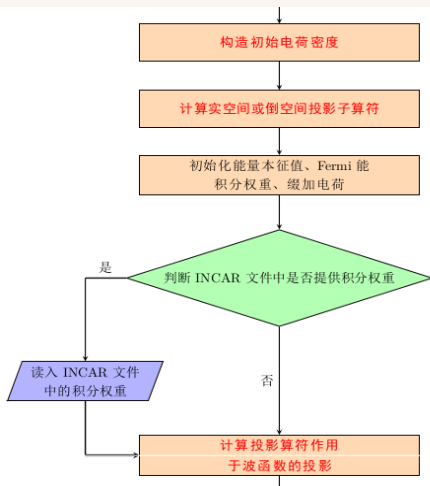 构造初始电荷密度
计算实空间或倒空间投影子算符
初始化能量本征值、Fermi 能
积分权重、缀加电荷
是
判断 INCAR 文件中是否提供积分权重
读入 INCAR 文件
中的积分权重
否
计算投影算符作用
于波函数的投影